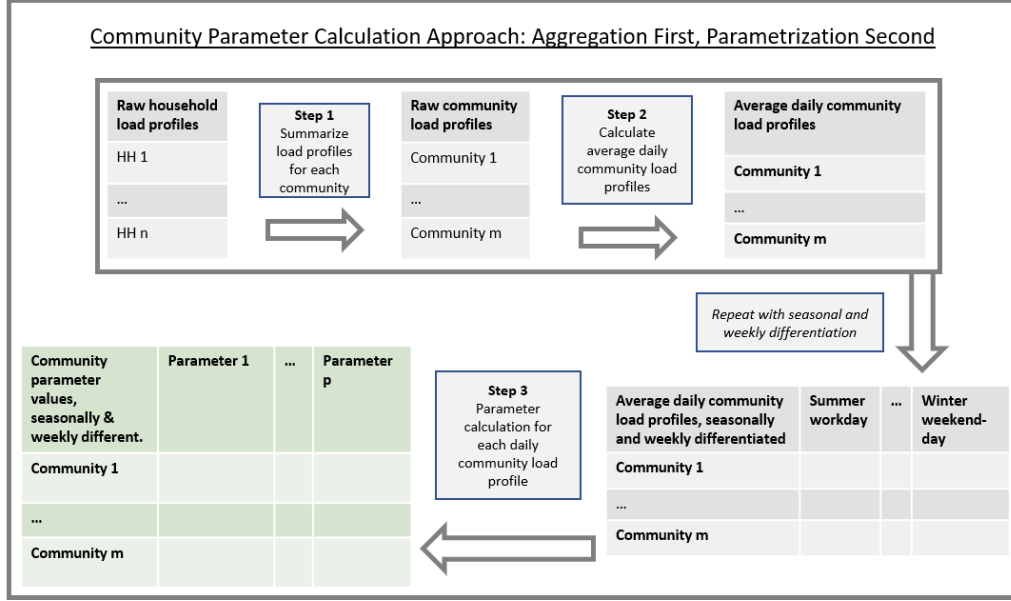 Community Parameter Calculation Approach: Aggregation First, Parametrization Second
Raw household
load profiles
HH 1
...
HH n
Step 1
Summarize
load profiles
for each
community
Raw community
load profiles
Community 1
...
Community m
Step 2
Calculate
average daily
community load
profiles
Average daily community
load profiles
Community 1
...
Community m
Repeat with seasonal and
weekly differentiation
Community
parameter
values,
seasonally &
weekly different.
Parameter 1
...
Parameter
p
Community 1
...
Community m
Step 3
Parameter
calculation for
each daily
community load
profile
Average daily community
load profiles, seasonally
and weekly differentiated
Summer
workday
...
Winter
weekend-
day
Community 1
...
Community m